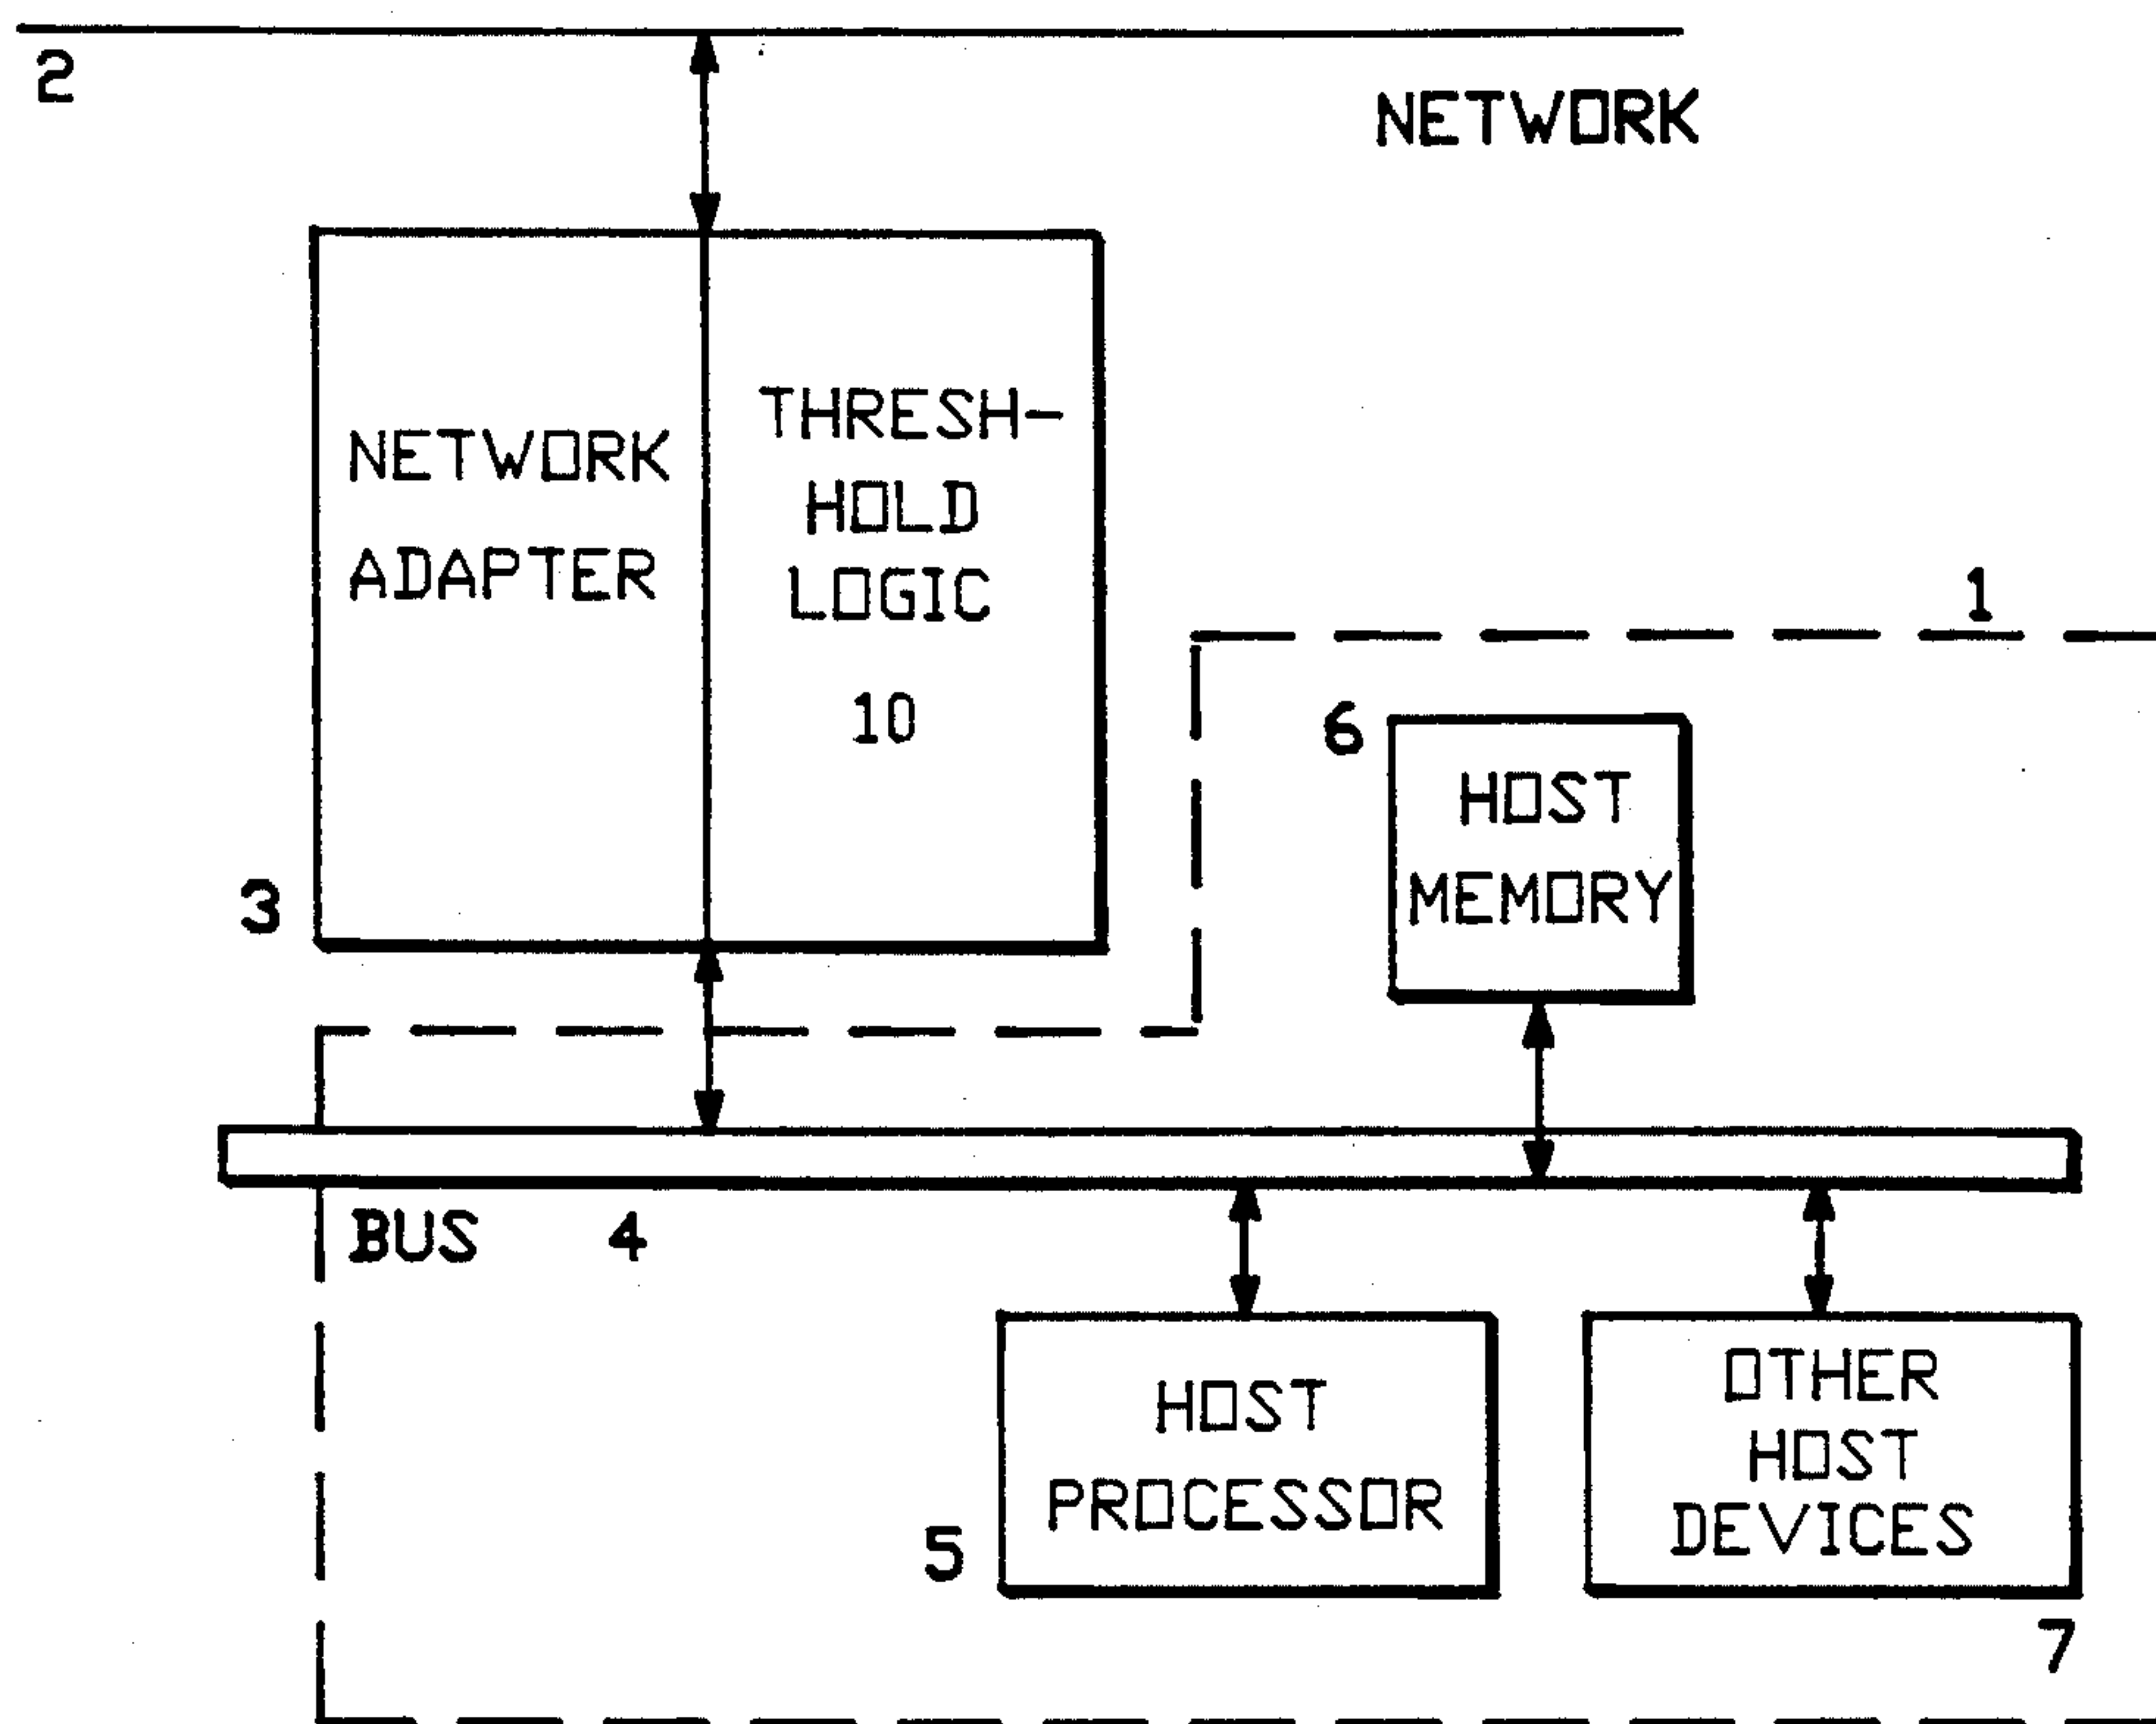 2
NETWORK
NETWORK
ADAPTER
THRESH-
HOLD
LOGIC
10
3
1
6
HOST
MEMORY
BUS 4
HOST
PROCESSOR
5
OTHER
HOST
DEVICES
7